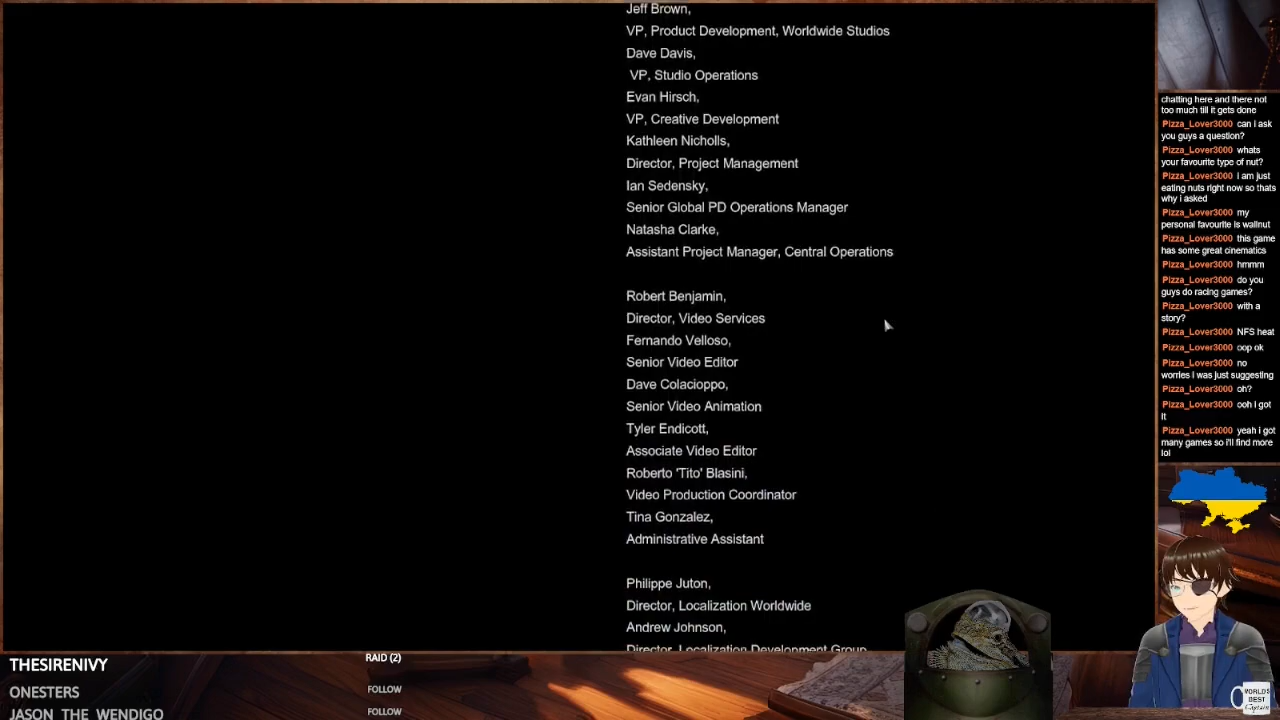 Jeff Brown,
VP, Product Development, Worldwide Studios
Dave Davis,
VP, Studio Operations
Evan Hirsch,
VP, Creative Development
Kathleen Nicholls,
Director, Project Management
Ian Sedensky,
Senior Global PD Operations Manager
Natasha Clarke,
Assistant Project Manager, Central Operations
Robert Benjamin,
Director, Video Services
Fernando Velloso,
Senior Video Editor
Dave Colacioppo,
Senior Video Animation
Tyler Endicott,
Associate Video Editor
Roberto 'Tito' Blasini,
Video Production Coordinator
Tina Gonzalez,
Administrative Assistant
Philippe Juton,
Director, Localization Worldwide
Andrew Johnson,
Director, Localization Development Group
chatting here and there not
too much till it gets done
Pizza_Lover3000 can i ask
you guys a question?
Pizza_Lover3000 whats
your favourite type of nut?
Pizza_Lover3000 I am just
eating nuts right now so thats
why i asked
Pizza_Lover3000 my
personal favourite is wallnut
Pizza_Lover3000 this game
has some great cinematics
Pizza_Lover3000 hmmm
Pizza_Lover3000 do you
guys do racing games?
Pizza_Lover3000 with a
story?
Pizza_Lover3000 NFS heat
Pizza_Lover3000 oop ok
Pizza_Lover3000 no
worries i was just suggesting
Pizza_Lover3000 oh?
Pizza_Lover3000 ooh i got
it
Pizza_Lover3000 yeah i got
many games so i'll find more
lol
WORLD'S
BEST
Captain
THESIRENIVY RAID (2)
ONESTERS FOLLOW
JASON_THE_WENDIGO FOLLOW